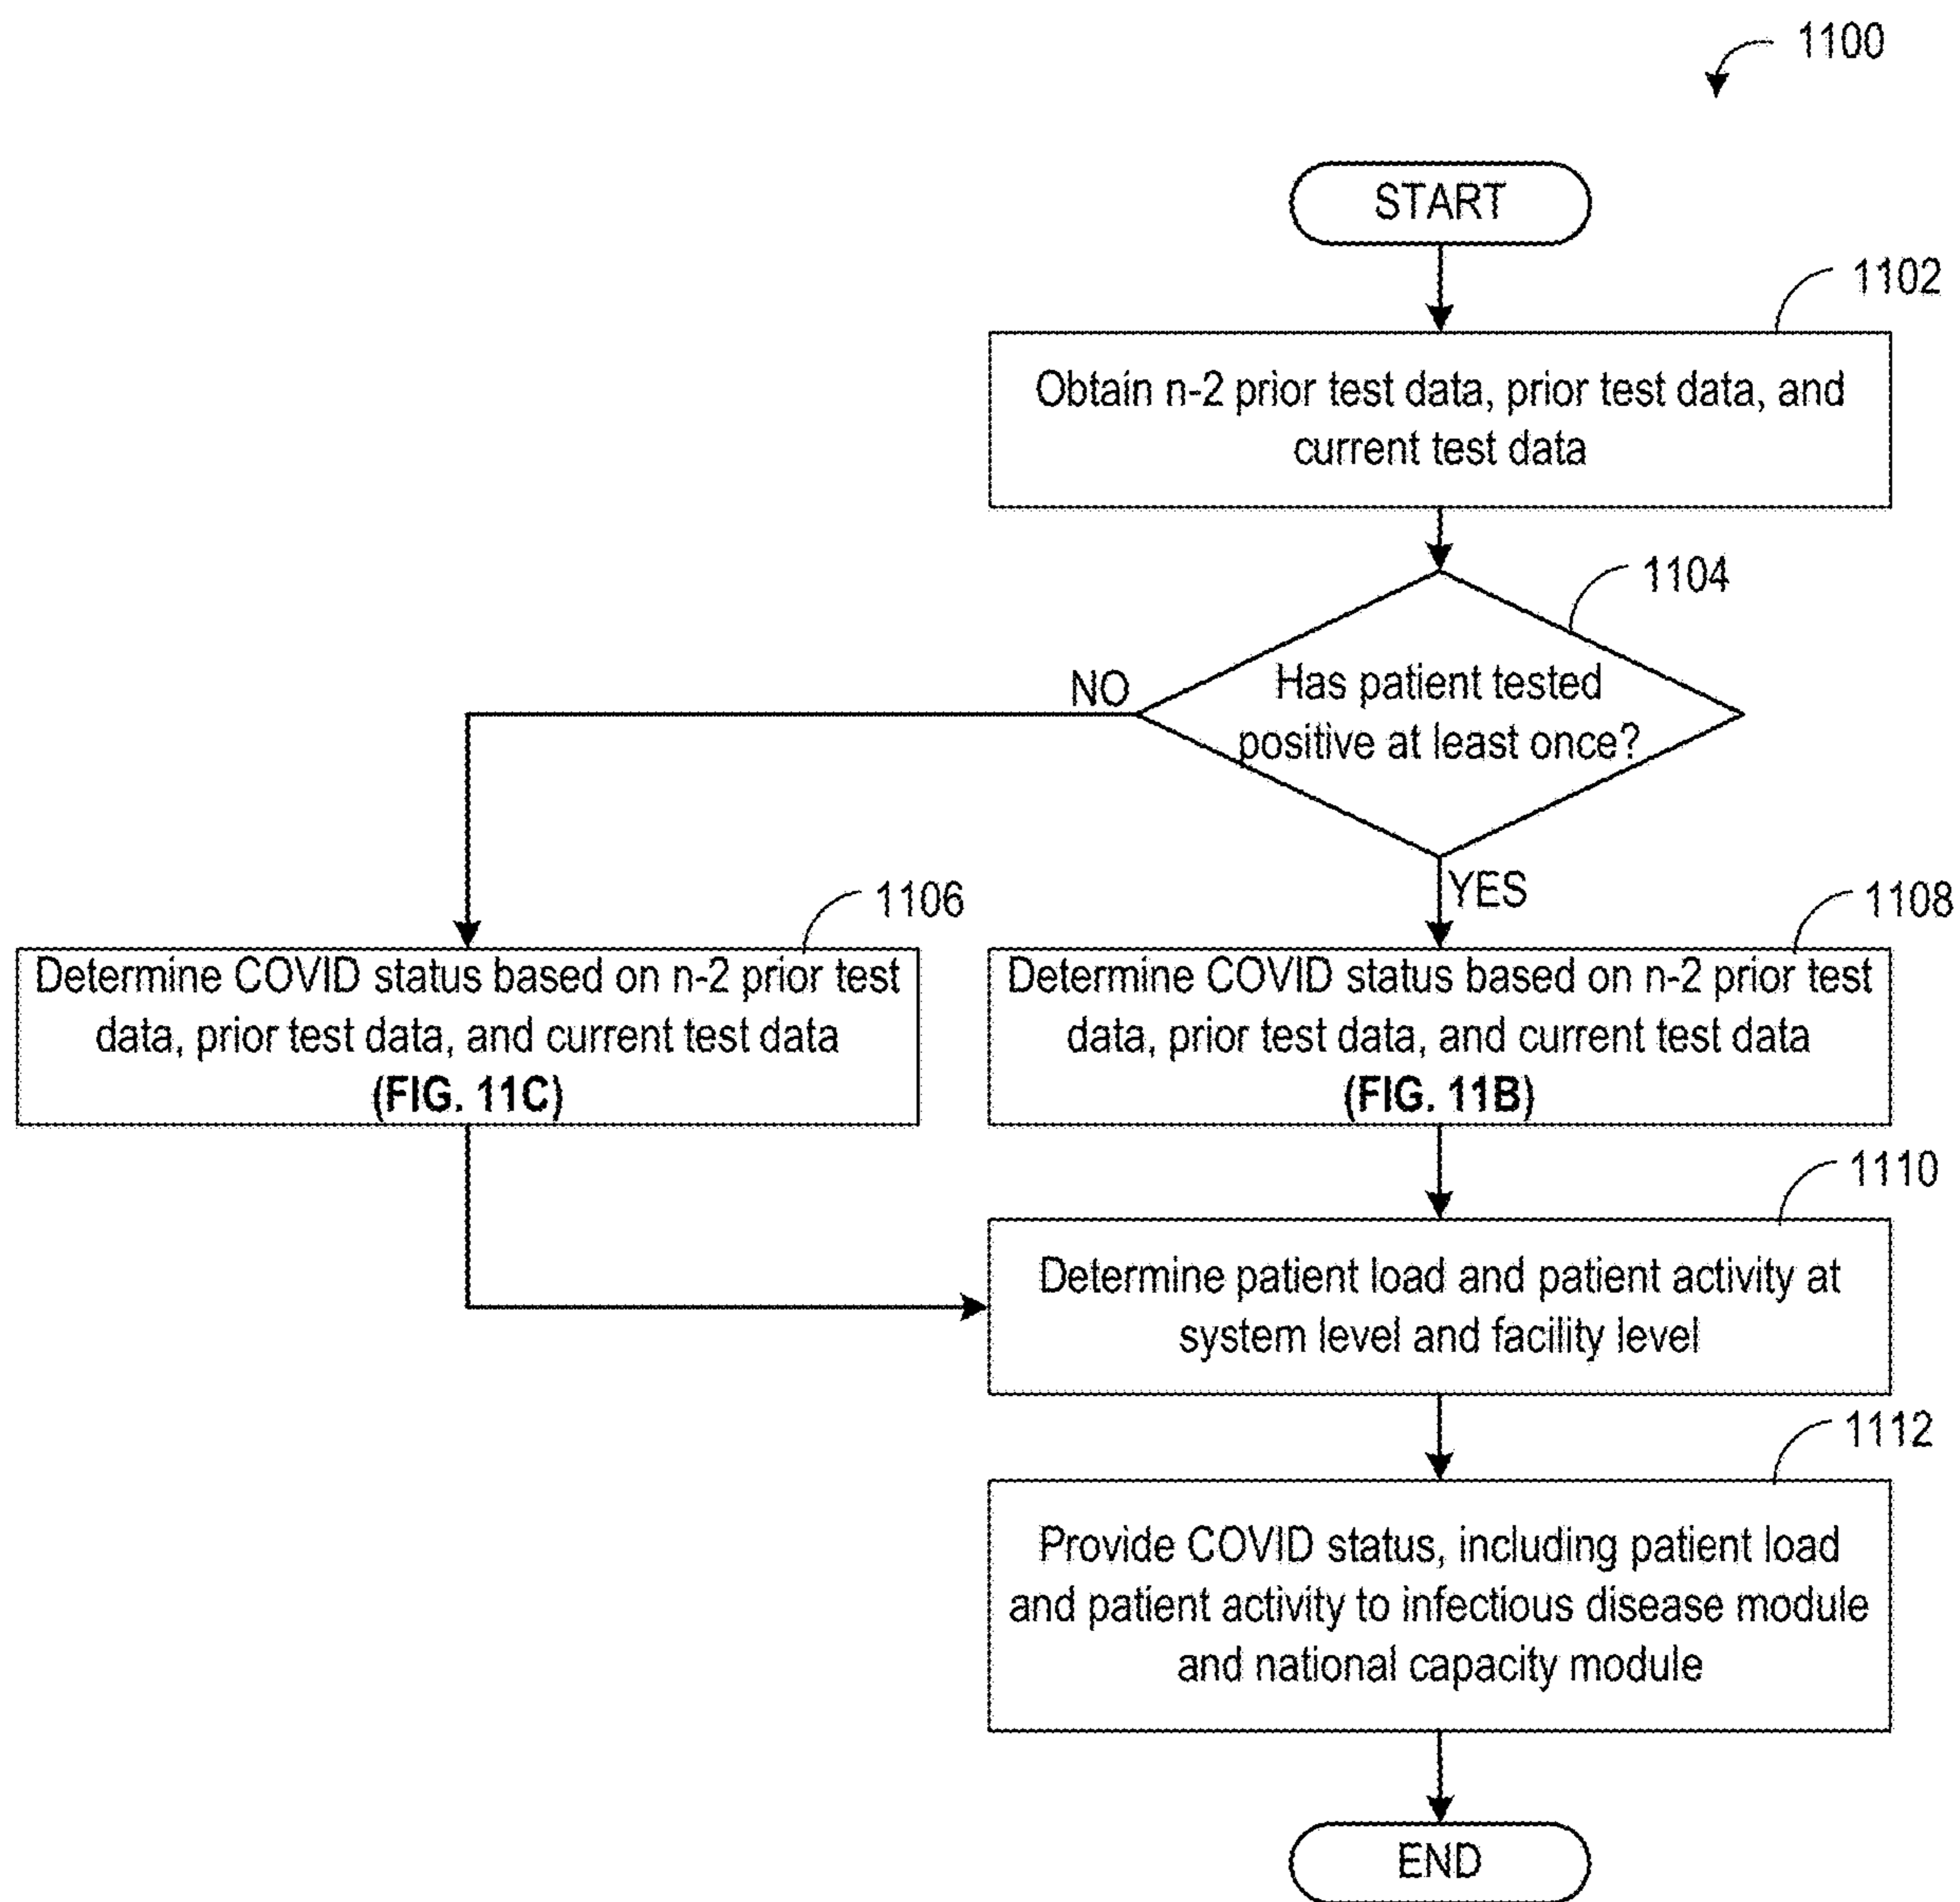 1100
START
1102
Obtain n-2 prior test data, prior test data, and
current test data
1104
Has patient tested
positive at least once?
NO
YES
1106
Determine COVID status based on n-2 prior test
data, prior test data, and current test data
(FIG. 11C)
1108
Determine COVID status based on n-2 prior test
data, prior test data, and current test data
(FIG. 11B)
1110
Determine patient load and patient activity at
system level and facility level
1112
Provide COVID status, including patient load
and patient activity to infectious disease module
and national capacity module
END